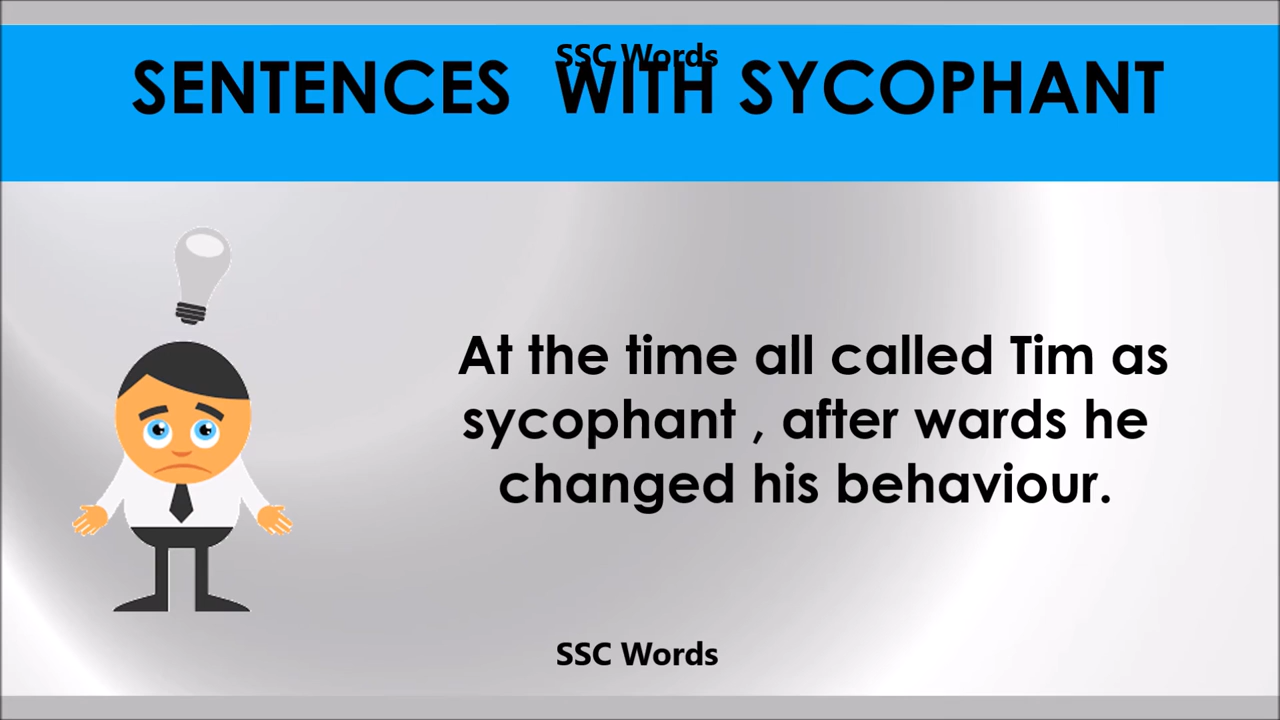 SSC Words
SENTENCES WITH SYCOPHANT
At the time all called Tim as
sycophant , after wards he
changed his behaviour.
SSC Words